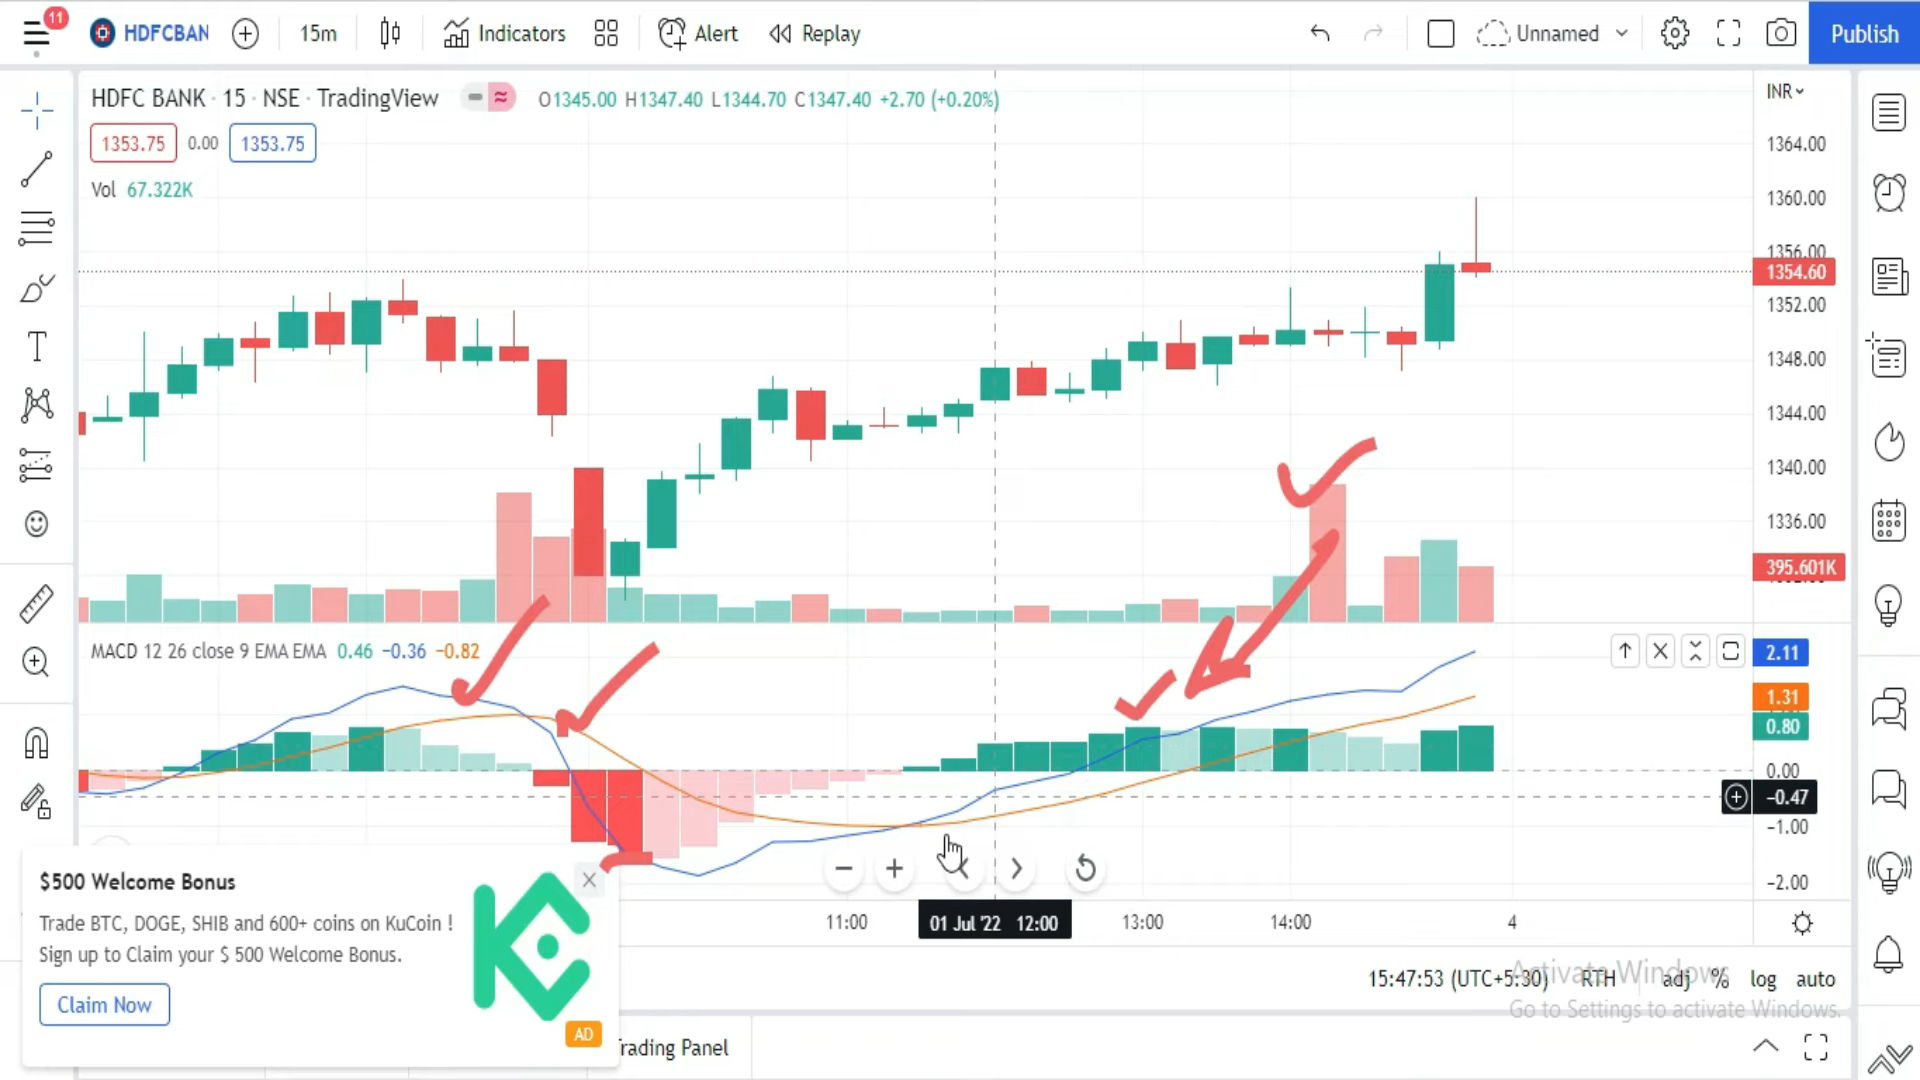 11
HDFCBAN
15m
Indicators
Alert
Replay
Unnamed
Publish
HDFC BANK · 15 · NSE · TradingView
O1345.00 H1347.40 L1344.70 C1347.40 +2.70 (+0.20%)
INR
1353.75 0.00 1353.75
Vol 67.322K
1364.00
1360.00
1356.00
1354.60
1352.00
1348.00
1344.00
1340.00
1336.00
395.601K
MACD 12 26 close 9 EMA EMA 0.46 −0.36 −0.82
2.11
1.31
0.80
0.00
−0.47
−1.00
−2.00
11:00
01 Jul '22 12:00
13:00
14:00
4
$500 Welcome Bonus
Trade BTC, DOGE, SHIB and 600+ coins on KuCoin !
Sign up to Claim your $ 500 Welcome Bonus.
Claim Now
AD
15:47:53 (UTC+5:30)
RTH
adj
%
log
auto
Activate Windows
Go to Settings to activate Windows.
Trading Panel